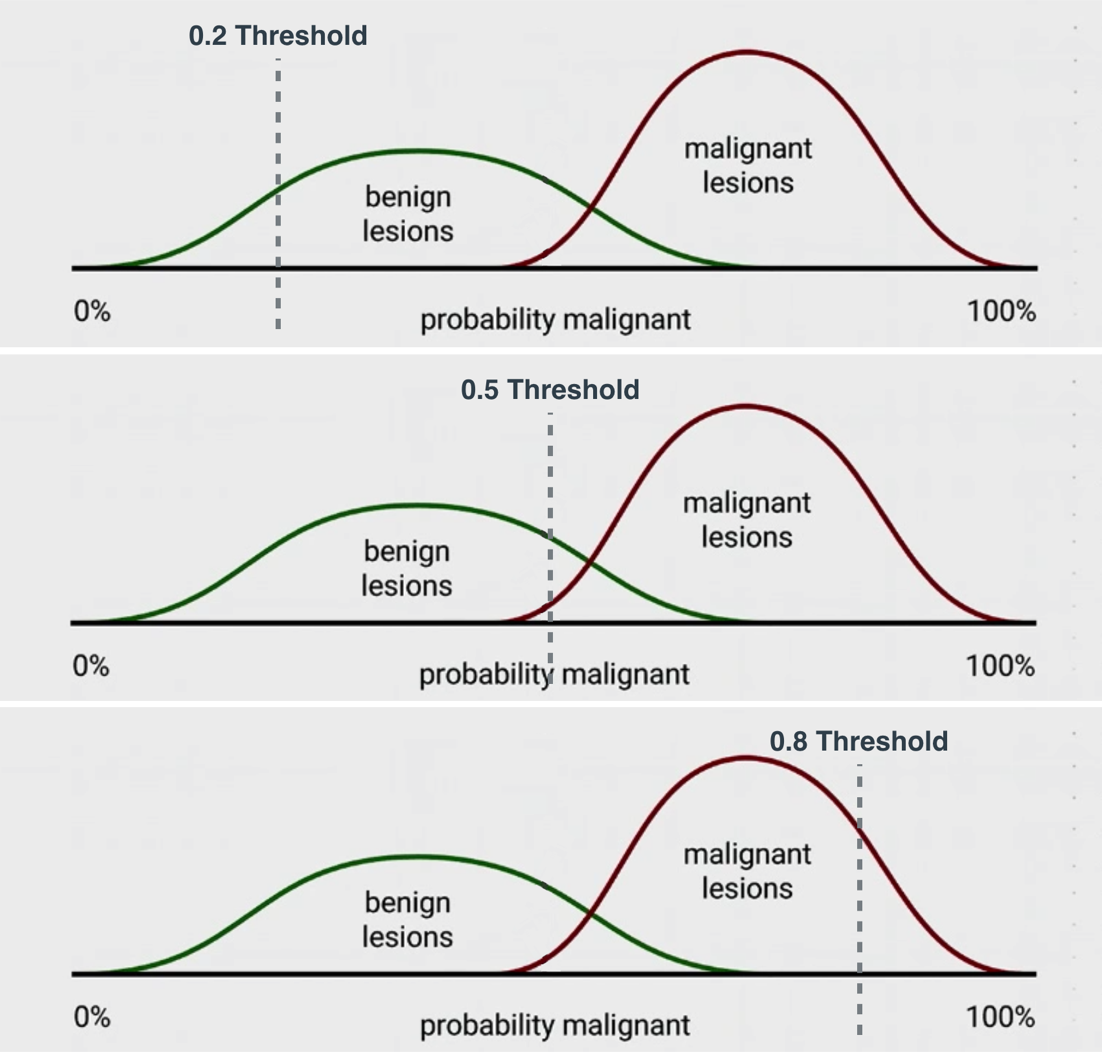 0.2 Threshold
benign
lesions
malignant
lesions
0%
probability malignant
100%
0.5 Threshold
benign
lesions
malignant
lesions
0%
probability malignant
100%
0.8 Threshold
benign
lesions
malignant
lesions
0%
probability malignant
100%